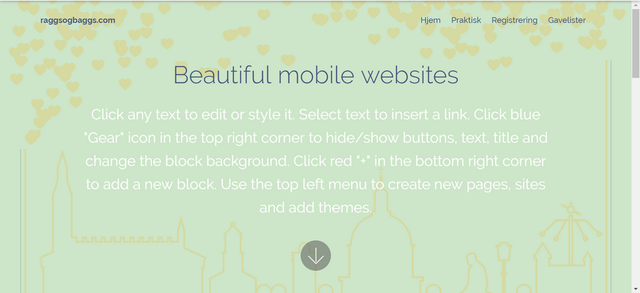 raggsogbaggs.com
Hjem Praktisk Registrering Gavelister
Beautiful mobile websites
Click any text to edit or style it. Select text to insert a link. Click blue
"Gear" icon in the top right corner to hide/show buttons, text, title and
change the block background. Click red "+" in the bottom right corner
to add a new block. Use the top left menu to create new pages, sites
and add themes.